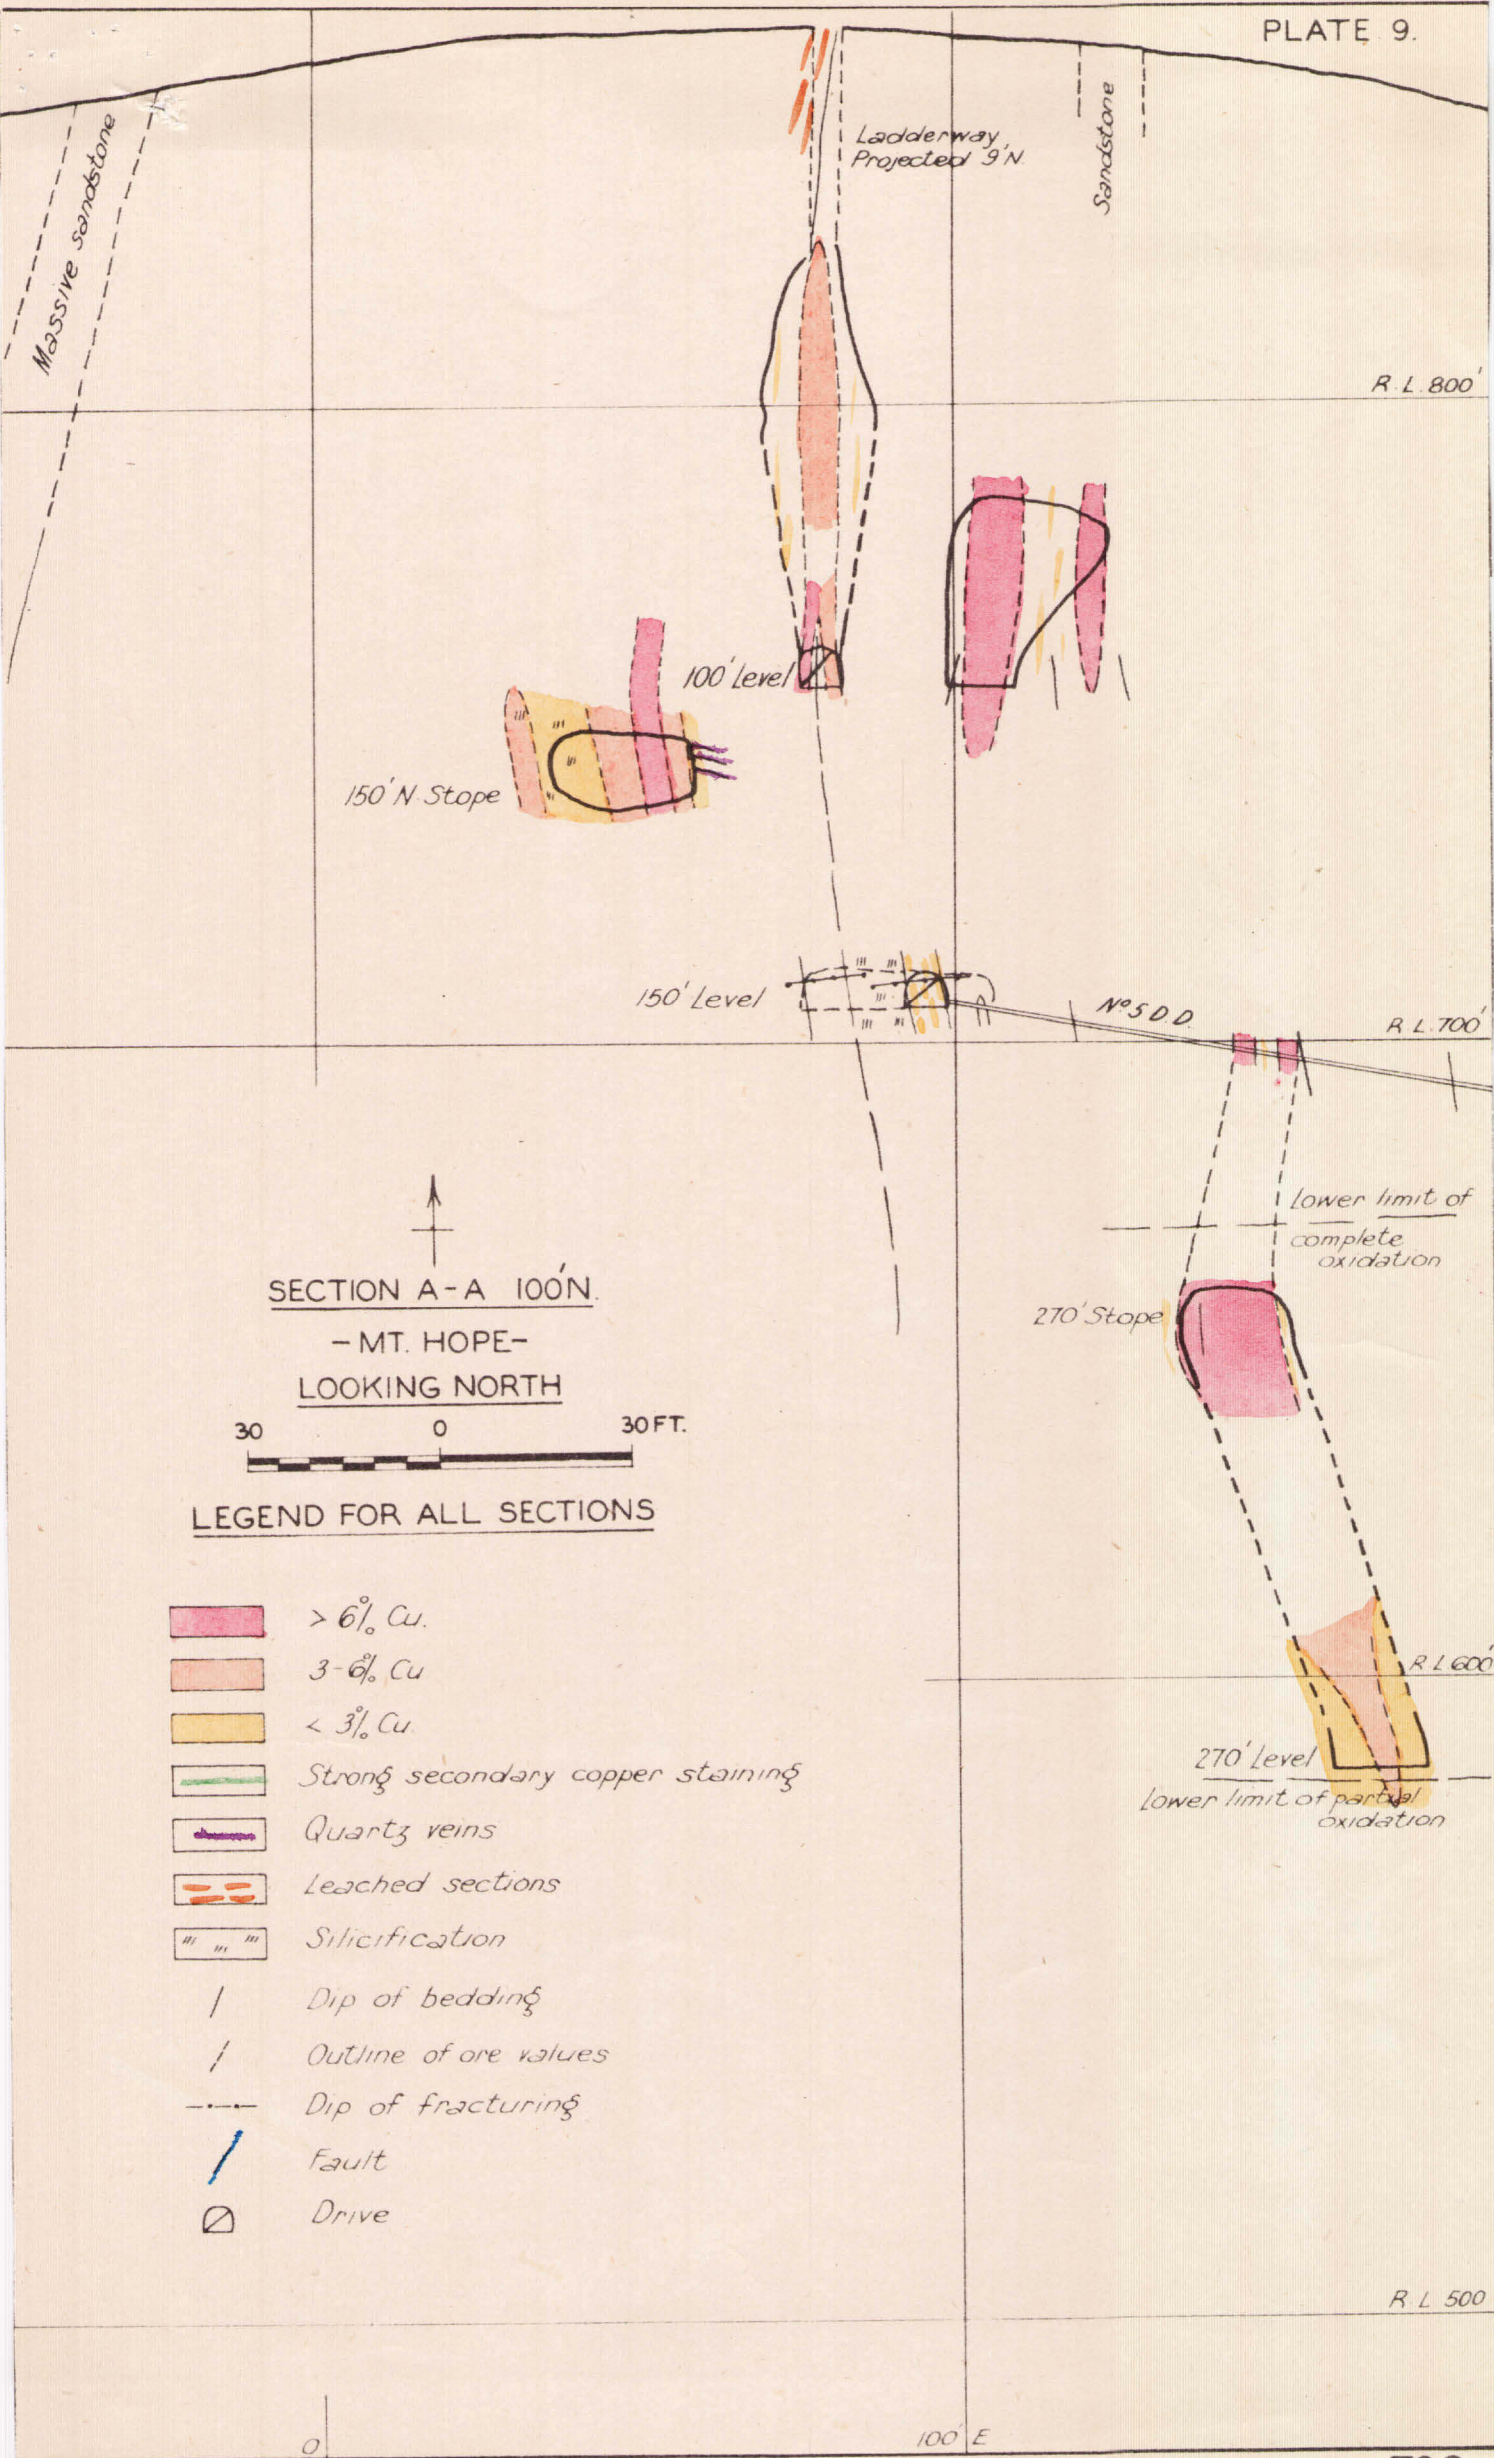 PLATE 9.
Massive Sandstone
Ladderway,
Projected 9'N.
Sandstone
R.L. 800'
100' Level
150' N. Stope
150' Level
Nº 5 D.D.
R.L. 700'
Lower limit of
complete
oxidation
270' Stope
SECTION A-A 100'N.
-MT. HOPE-
LOOKING NORTH
30 0 30 FT.
LEGEND FOR ALL SECTIONS
> 6% Cu.
3-6% Cu
< 3% Cu.
Strong secondary copper staining
Quartz veins
Leached sections
Silicification
Dip of bedding
Outline of ore values
Dip of fracturing
Fault
Drive
R.L 600'
270' Level
Lower limit of partial
oxidation
R.L 500
0
100' E